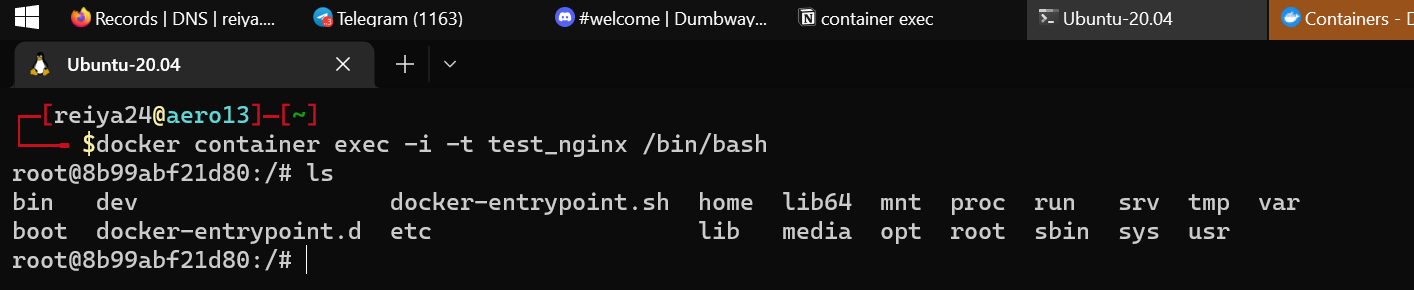 Records | DNS | reiya.... Telegram (1163) #welcome | Dumbway... container exec Ubuntu-20.04 Containers - D
Ubuntu-20.04
[reiya24@aero13]-[~]
$docker container exec -i -t test_nginx /bin/bash
root@8b99abf21d80:/# ls
bin dev docker-entrypoint.sh home lib64 mnt proc run srv tmp var
boot docker-entrypoint.d etc lib media opt root sbin sys usr
root@8b99abf21d80:/#